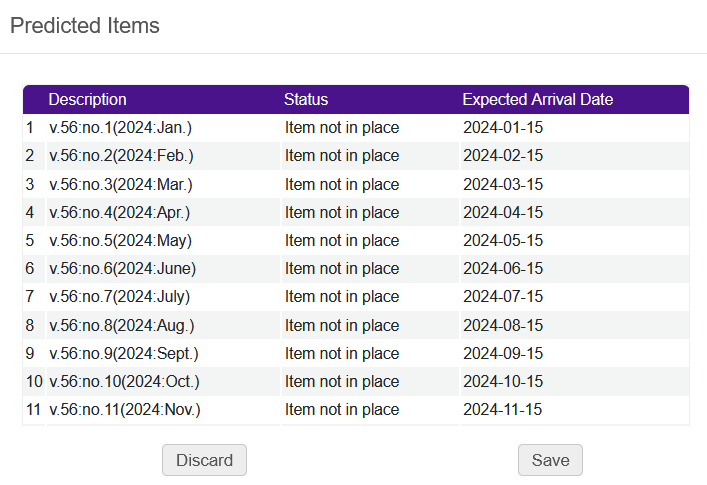 Predicted Items
Description Status Expected Arrival Date
1 v.56:no.1(2024:Jan.) Item not in place 2024-01-15
2 v.56:no.2(2024:Feb.) Item not in place 2024-02-15
3 v.56:no.3(2024:Mar.) Item not in place 2024-03-15
4 v.56:no.4(2024:Apr.) Item not in place 2024-04-15
5 v.56:no.5(2024:May) Item not in place 2024-05-15
6 v.56:no.6(2024:June) Item not in place 2024-06-15
7 v.56:no.7(2024:July) Item not in place 2024-07-15
8 v.56:no.8(2024:Aug.) Item not in place 2024-08-15
9 v.56:no.9(2024:Sept.) Item not in place 2024-09-15
10 v.56:no.10(2024:Oct.) Item not in place 2024-10-15
11 v.56:no.11(2024:Nov.) Item not in place 2024-11-15
Discard Save